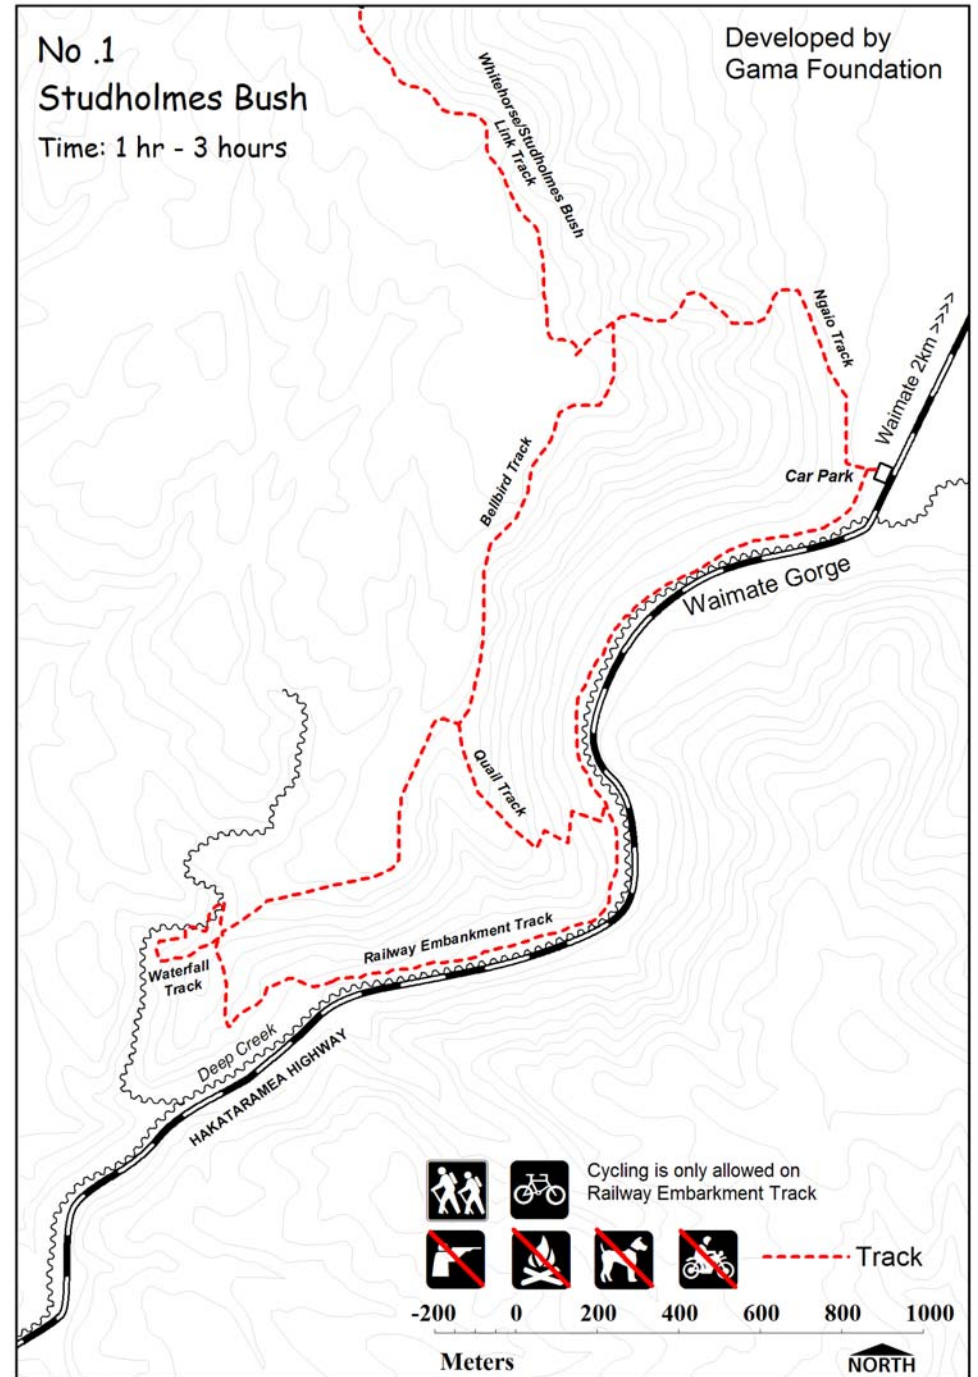 No .1
Studholmes Bush
Time: 1 hr - 3 hours
Developed by
Gama Foundation
Whitehorse/Studholmes Bush
Link Track
Ngaio Track
Waimate 2km >>>>
Car Park
Bellbird Track
Waimate Gorge
Quail Track
Railway Embankment Track
Waterfall
Track
Deep Creek
HAKATARAMEA HIGHWAY
Cycling is only allowed on
Railway Embarkment Track
Track
-200 0 200 400 600 800 1000
Meters
NORTH